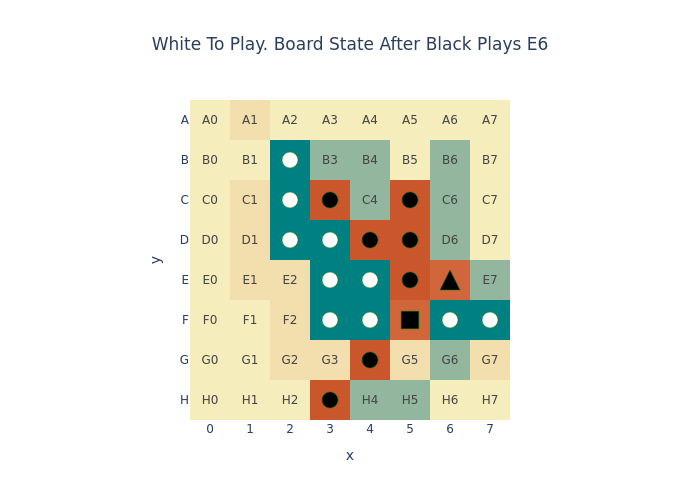 White To Play. Board State After Black Plays E6
A A0 A1 A2 A3 A4 A5 A6 A7
B B0 B1 B3 B4 B5 B6 B7
C C0 C1 C4 C6 C7
D D0 D1 D6 D7
E E0 E1 E2 E7
F F0 F1 F2
G G0 G1 G2 G3 G5 G6 G7
H H0 H1 H2 H4 H5 H6 H7
0 1 2 3 4 5 6 7
x
y